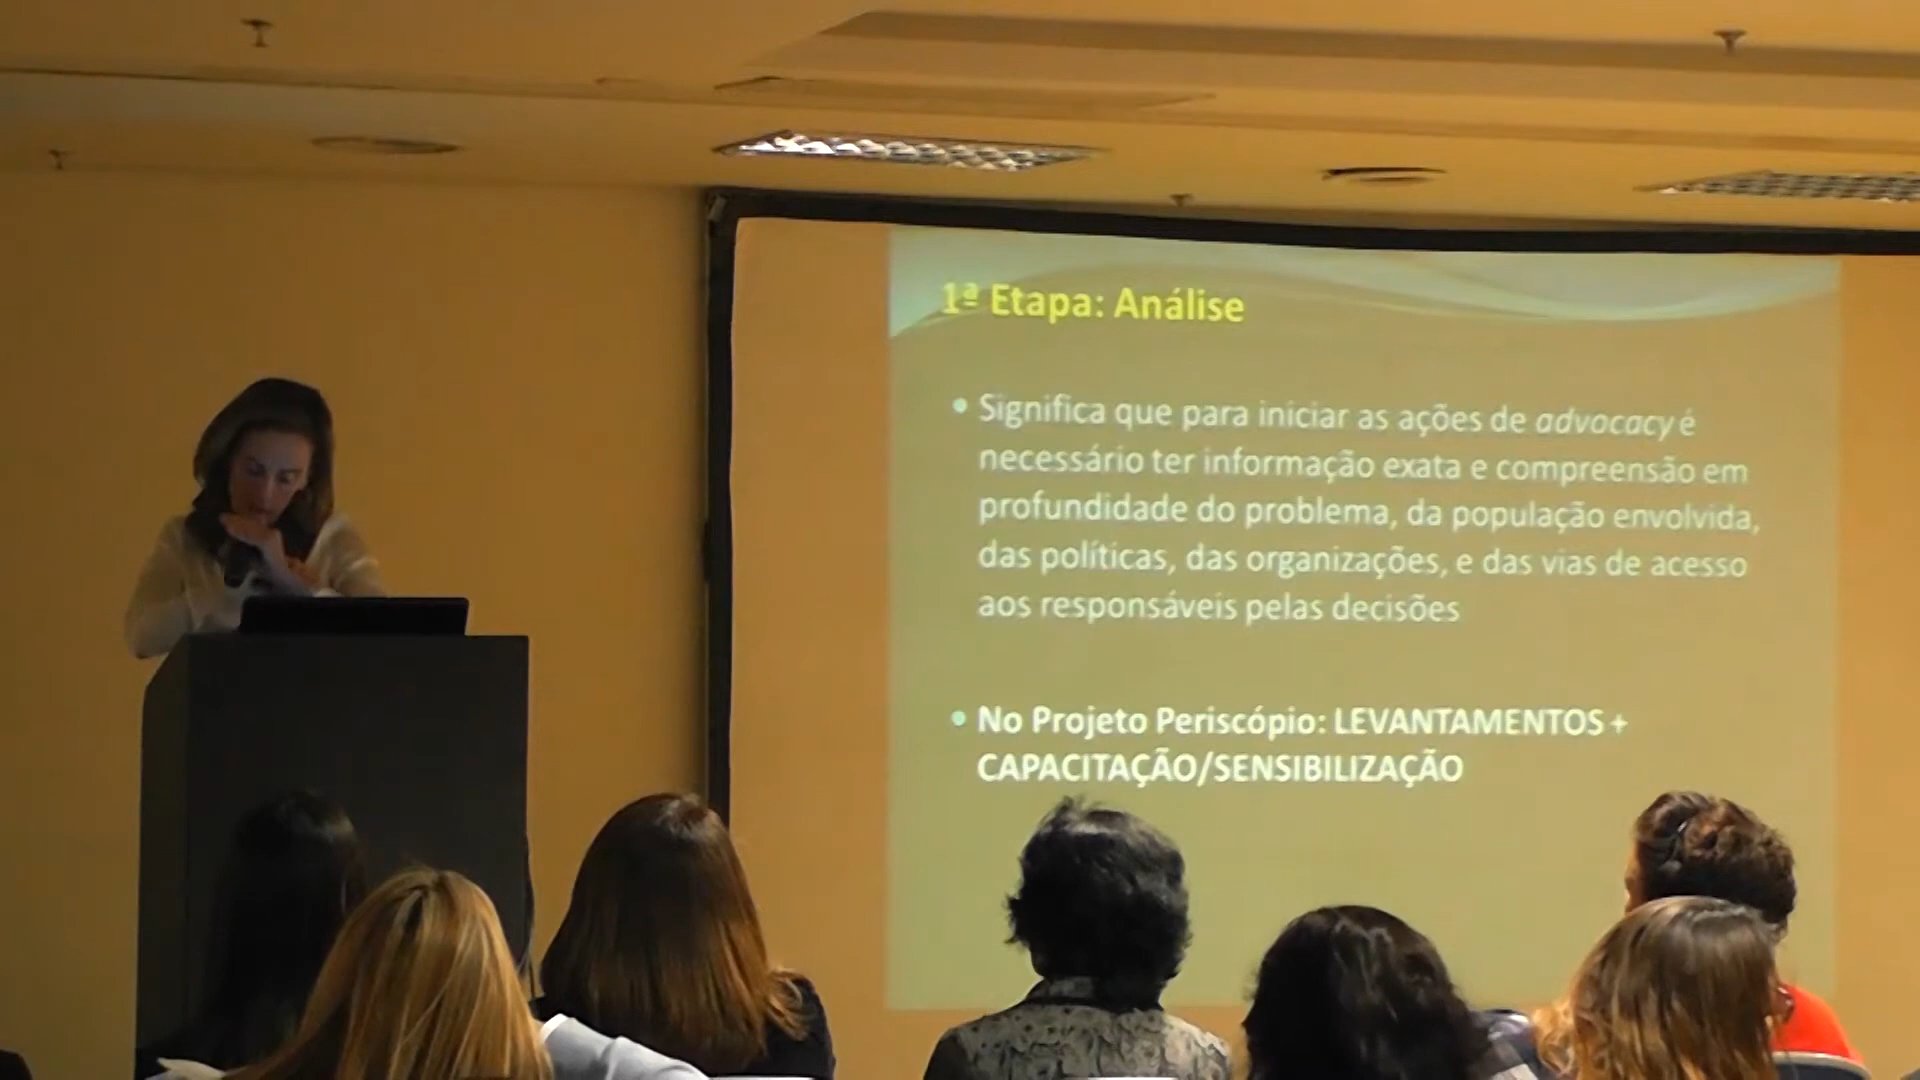 1ª Etapa: Análise
• Significa que para iniciar as ações de advocacy é
necessário ter informação exata e compreensão em
profundidade do problema, da população envolvida,
das políticas, das organizações, e das vias de acesso
aos responsáveis pelas decisões
• No Projeto Periscópio: LEVANTAMENTOS +
CAPACITAÇÃO/SENSIBILIZAÇÃO